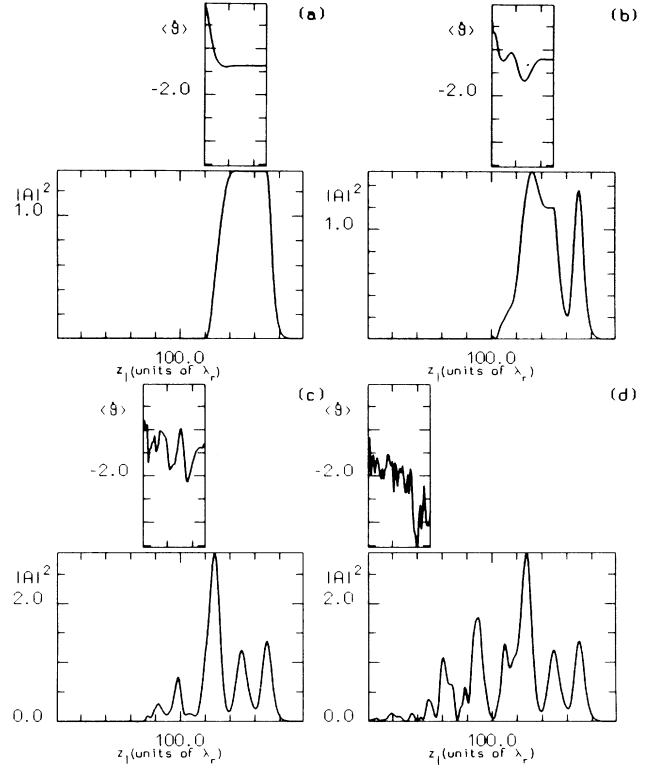 (a)
⟨ϑ̇⟩
-2.0
|A|²
1.0
100.0
z₁(units of λᵣ)
(b)
⟨ϑ̇⟩
-2.0
|A|²
1.0
100.0
z₁(units of λᵣ)
(c)
⟨ϑ̇⟩
-2.0
|A|²
2.0
0.0
100.0
z₁(units of λᵣ)
(d)
⟨ϑ̇⟩
-2.0
|A|²
2.0
0.0
100.0
z₁(units of λᵣ)